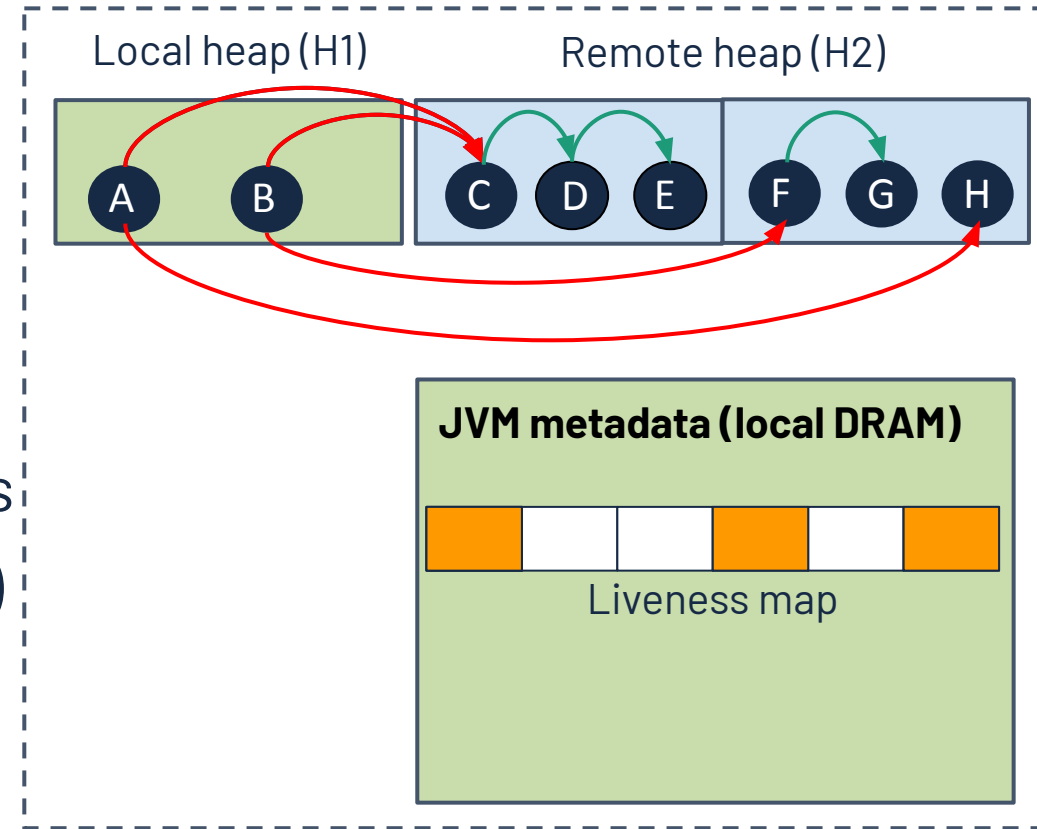 Local heap (H1)
Remote heap (H2)
A B C D E F G H
JVM metadata (local DRAM)
s
)
Liveness map